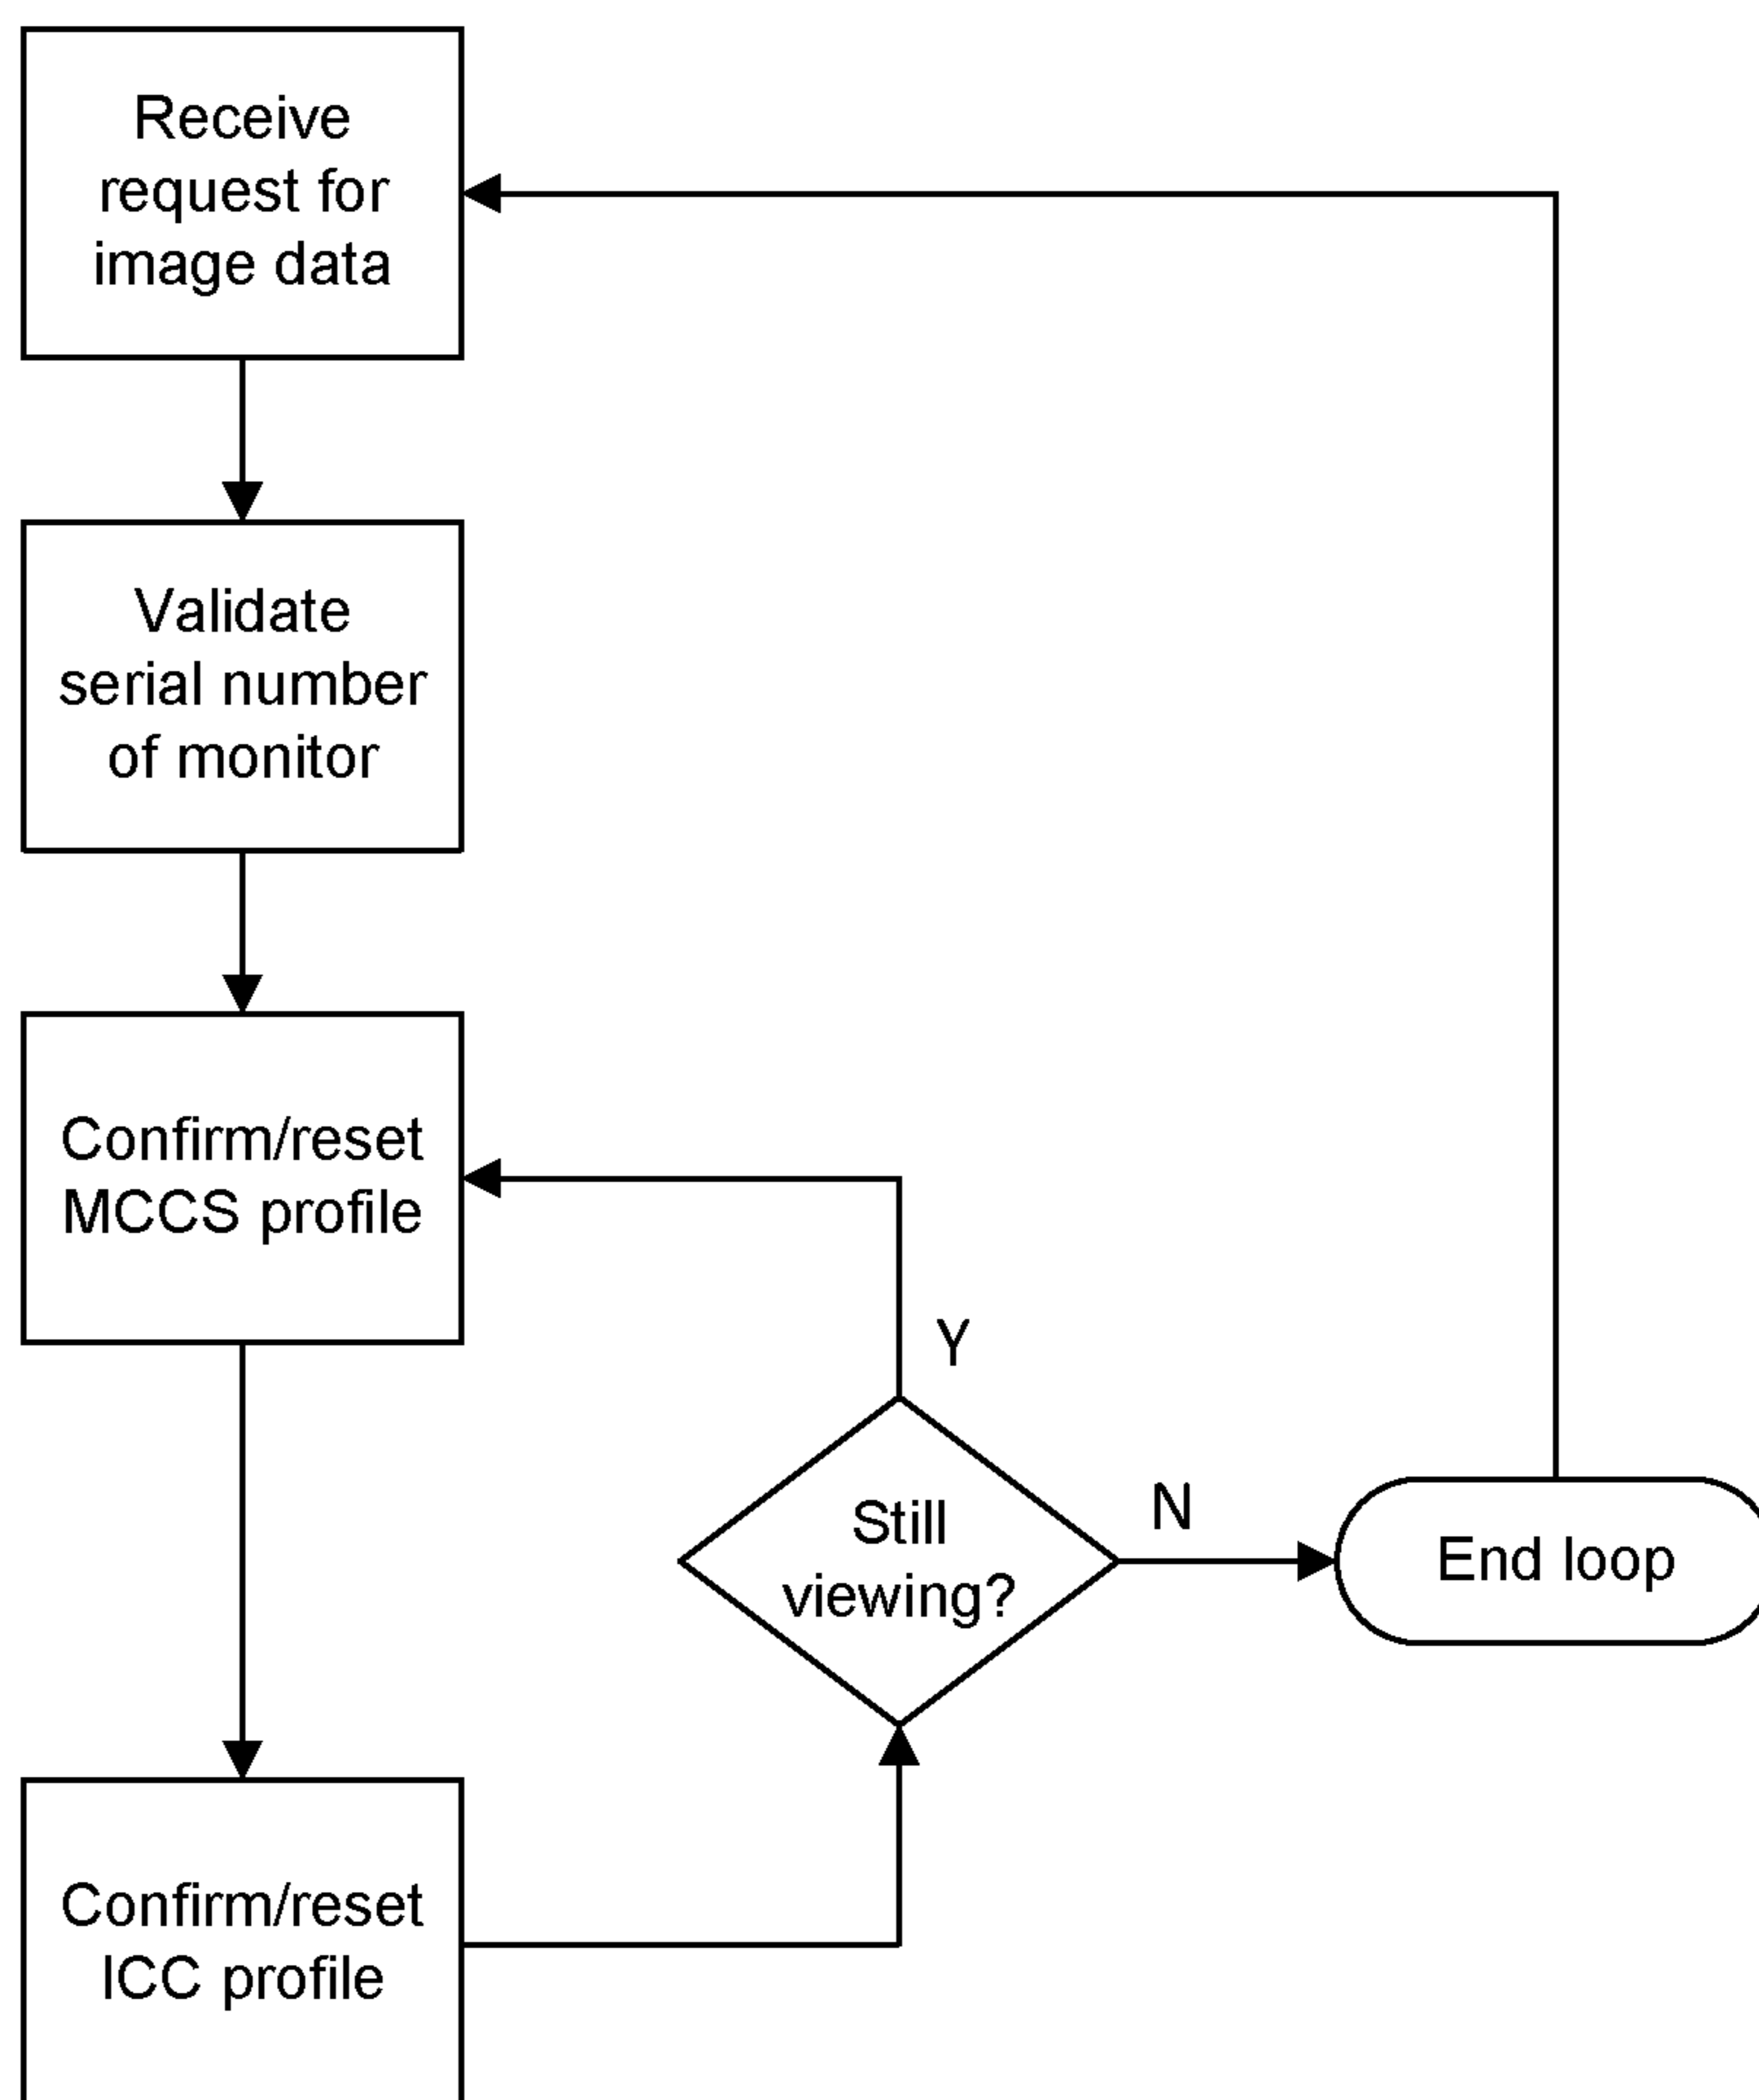 Receive
request for
image data
Validate
serial number
of monitor
Confirm/reset
MCCS profile
Y
Still
viewing?
N
End loop
Confirm/reset
ICC profile